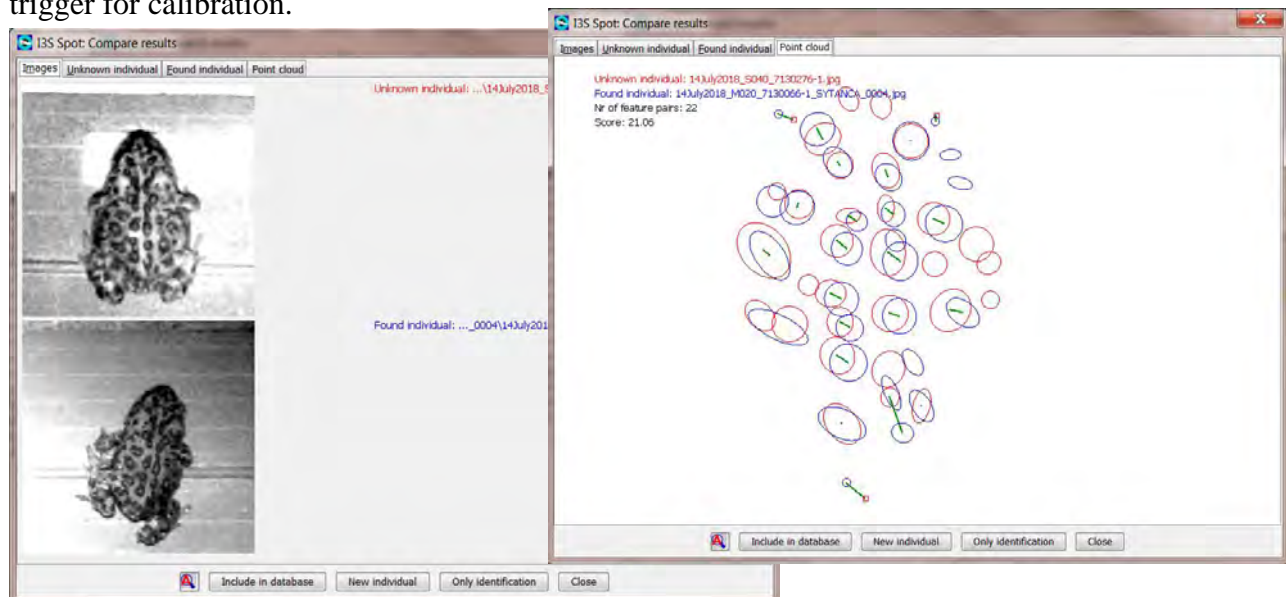 trigger for calibration.
I3S Spot: Compare results
Images Unknown individual Found individual Point cloud
Unknown individual: ...\14July2018_S
Found individual: ..._0004\14July201
Include in database New individual Only identification Close
I3S Spot: Compare results
Images Unknown individual Found individual Point cloud
Unknown individual: 14July2018_S040_7130276-1.jpg
Found individual: 14July2018_M020_7130066-1_SYTANCA_0004.jpg
Nr of feature pairs: 22
Score: 21.06
Include in database New individual Only identification Close